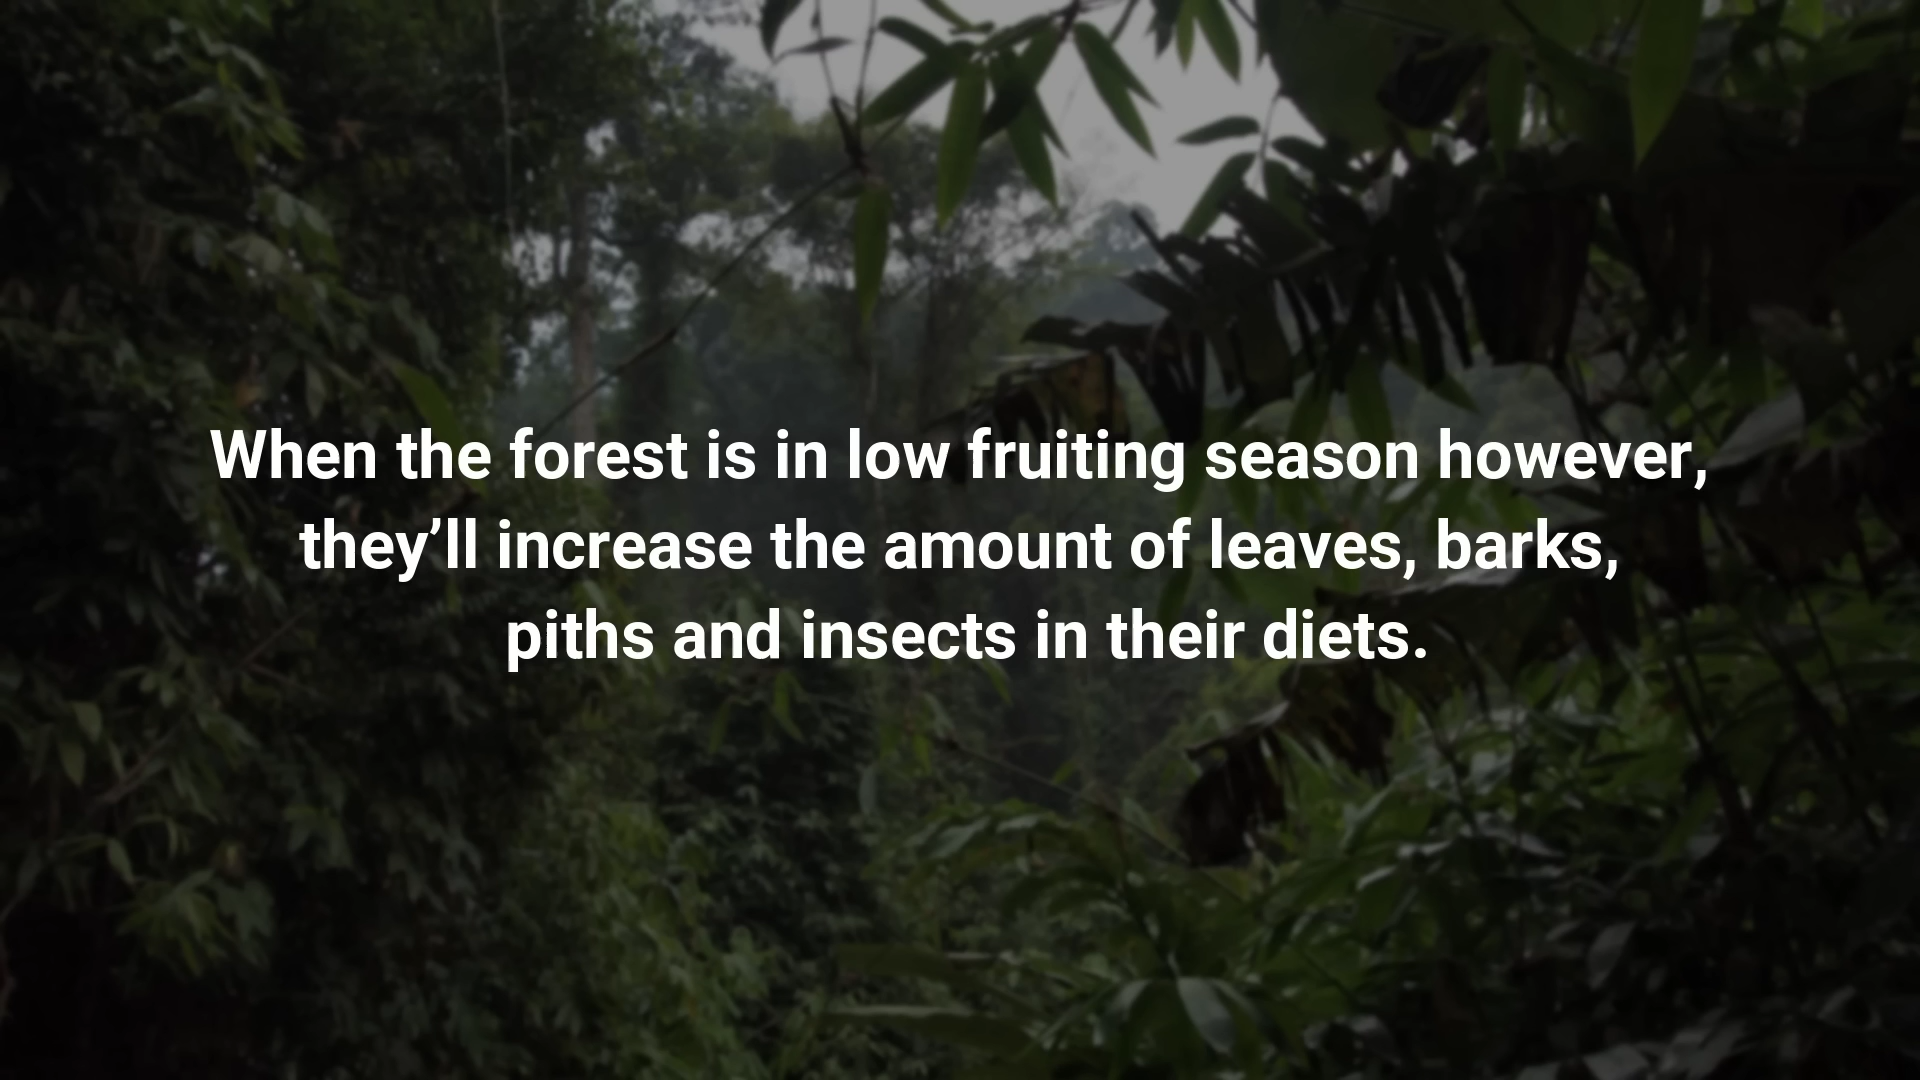 When the forest is in low fruiting season however,
they’ll increase the amount of leaves, barks,
piths and insects in their diets.